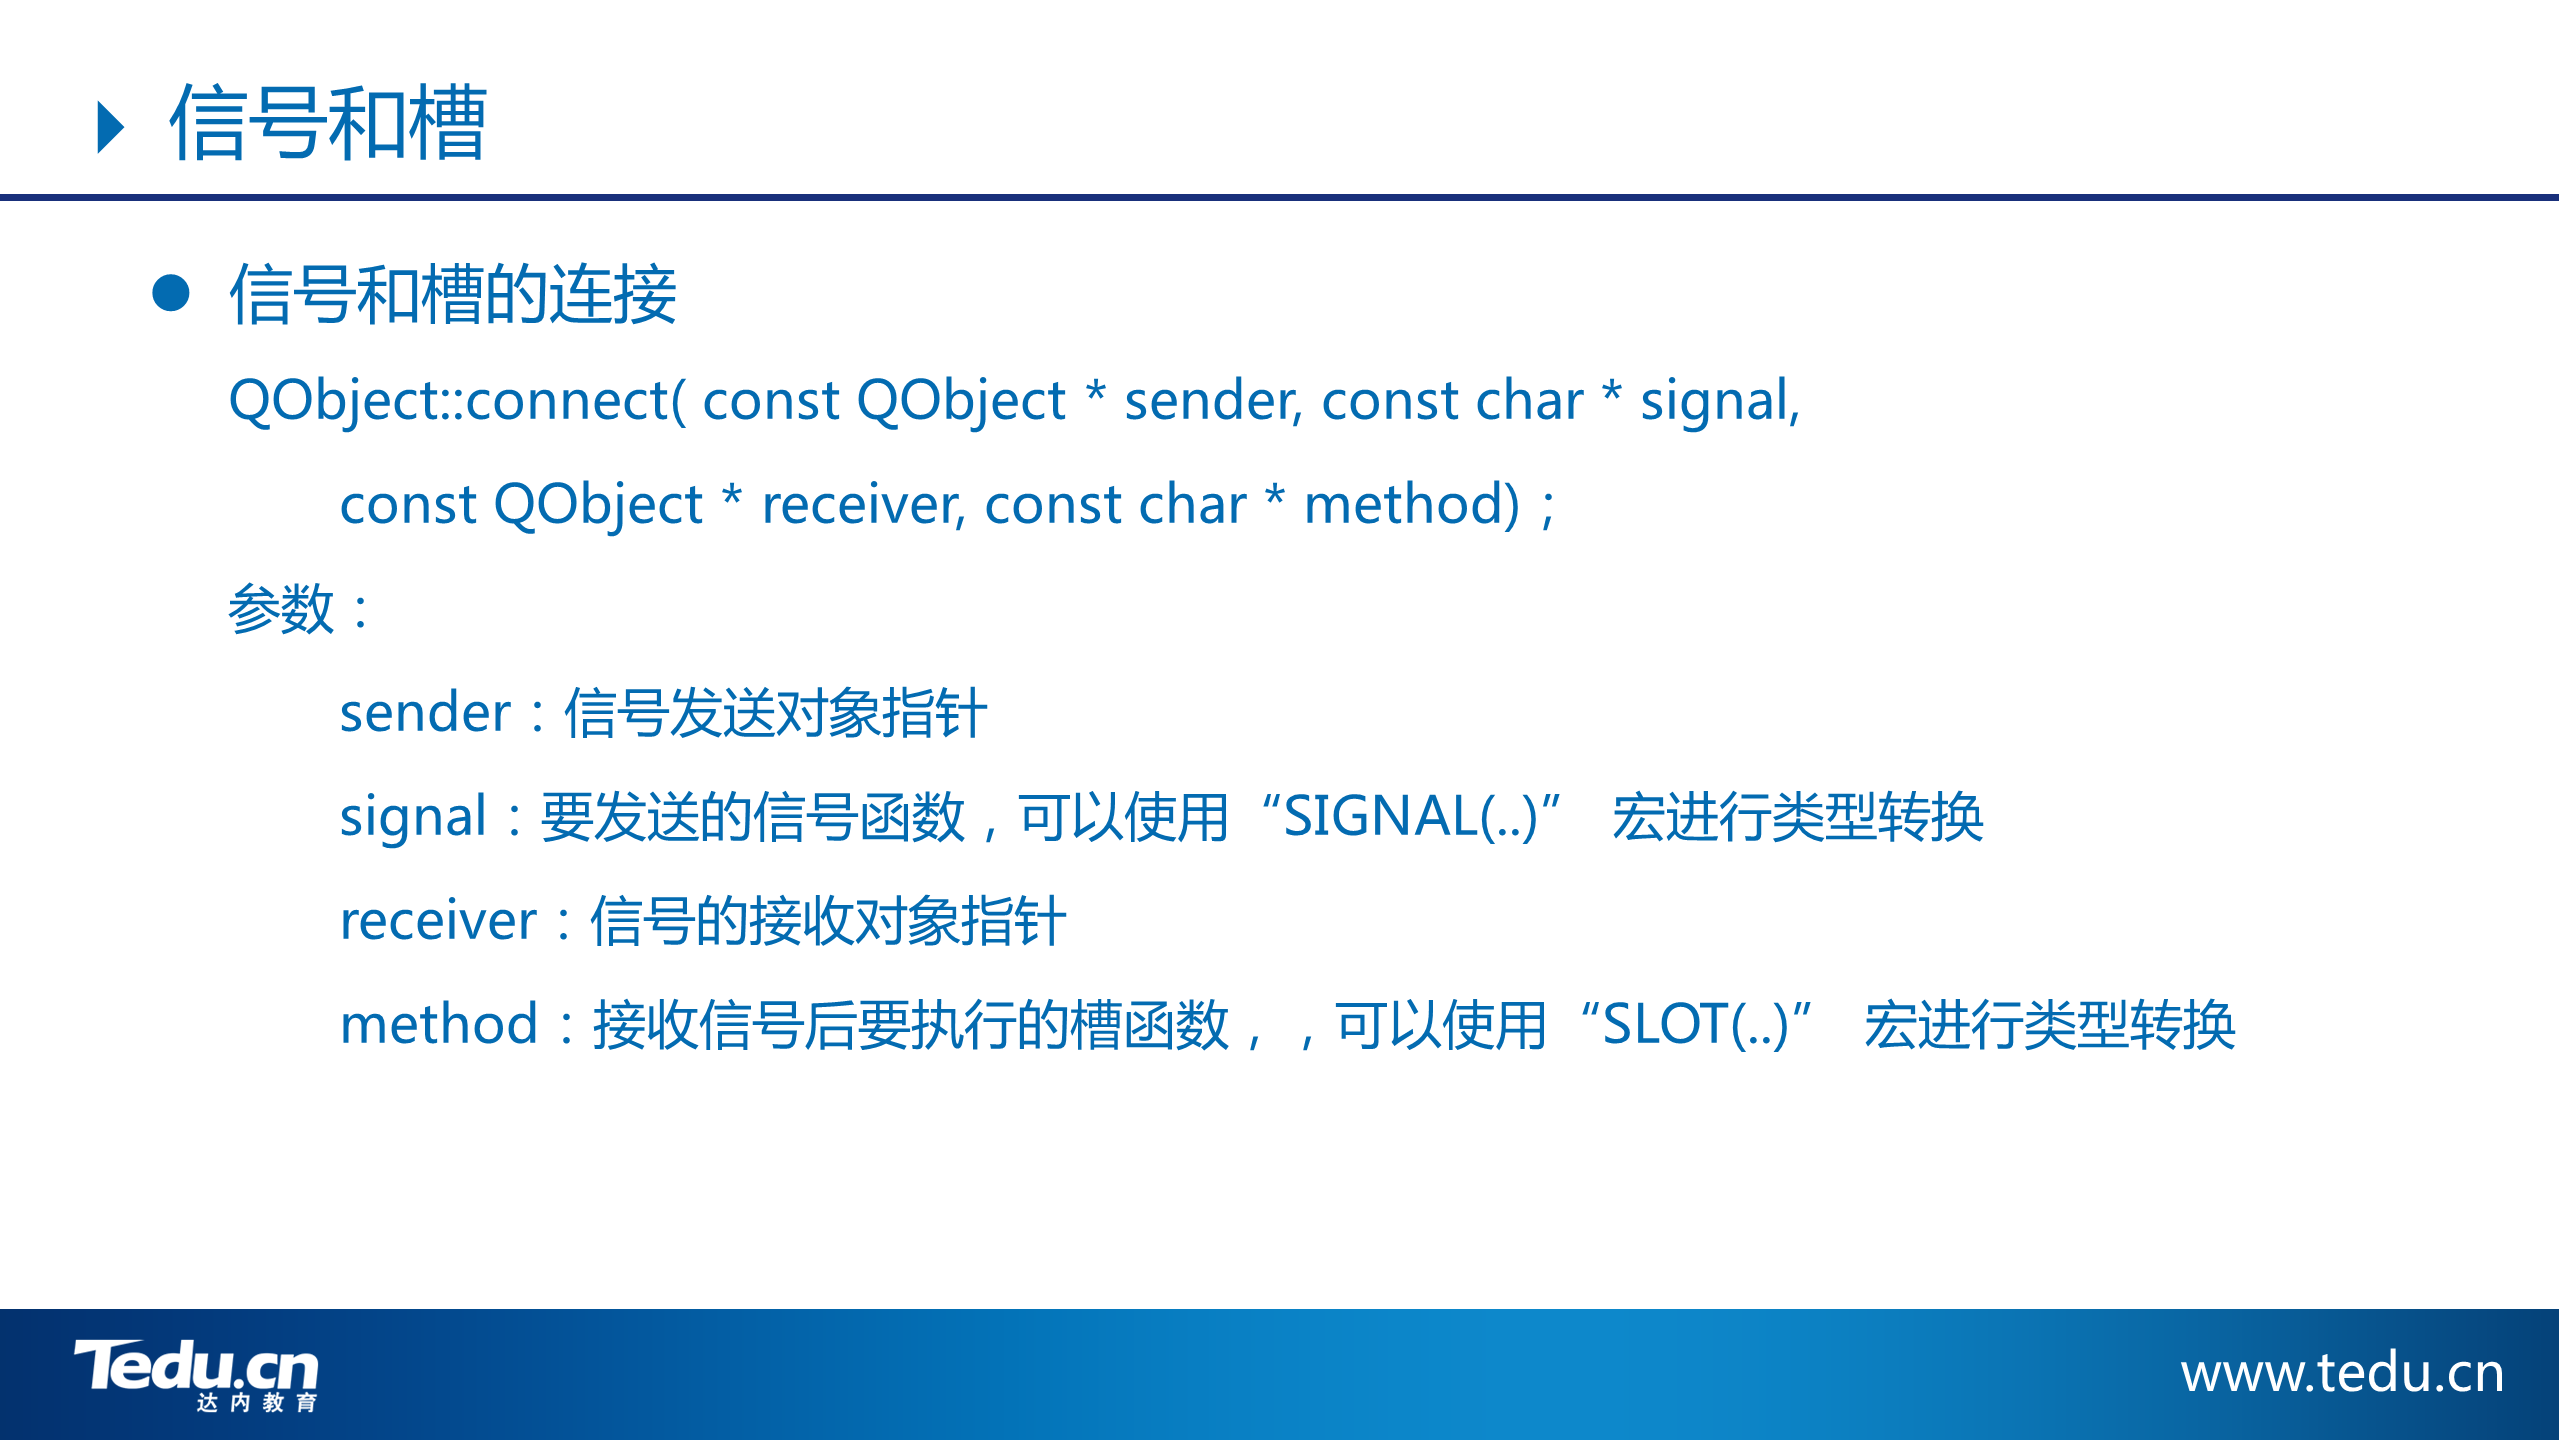 信号和槽
信号和槽的连接
QObject::connect( const QObject * sender, const char * signal,
const QObject * receiver, const char * method)；
参数：
sender：信号发送对象指针
signal：要发送的信号函数，可以使用“SIGNAL(..)” 宏进行类型转换
receiver：信号的接收对象指针
method：接收信号后要执行的槽函数，，可以使用“SLOT(..)” 宏进行类型转换
Tedu.cn
达内教育
www.tedu.cn